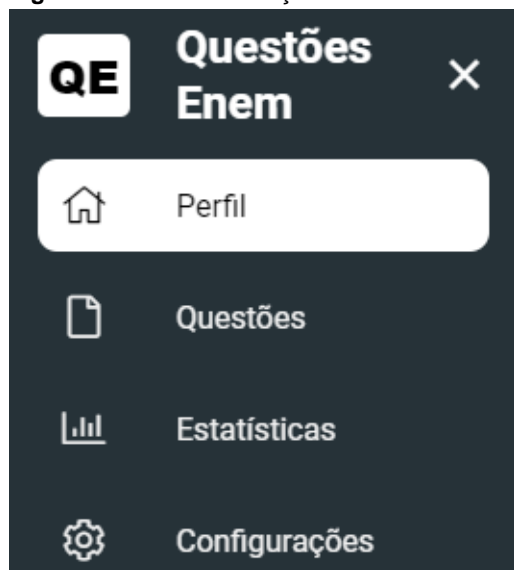 QE
Questões
Enem
Perfil
Questões
Estatísticas
Configurações